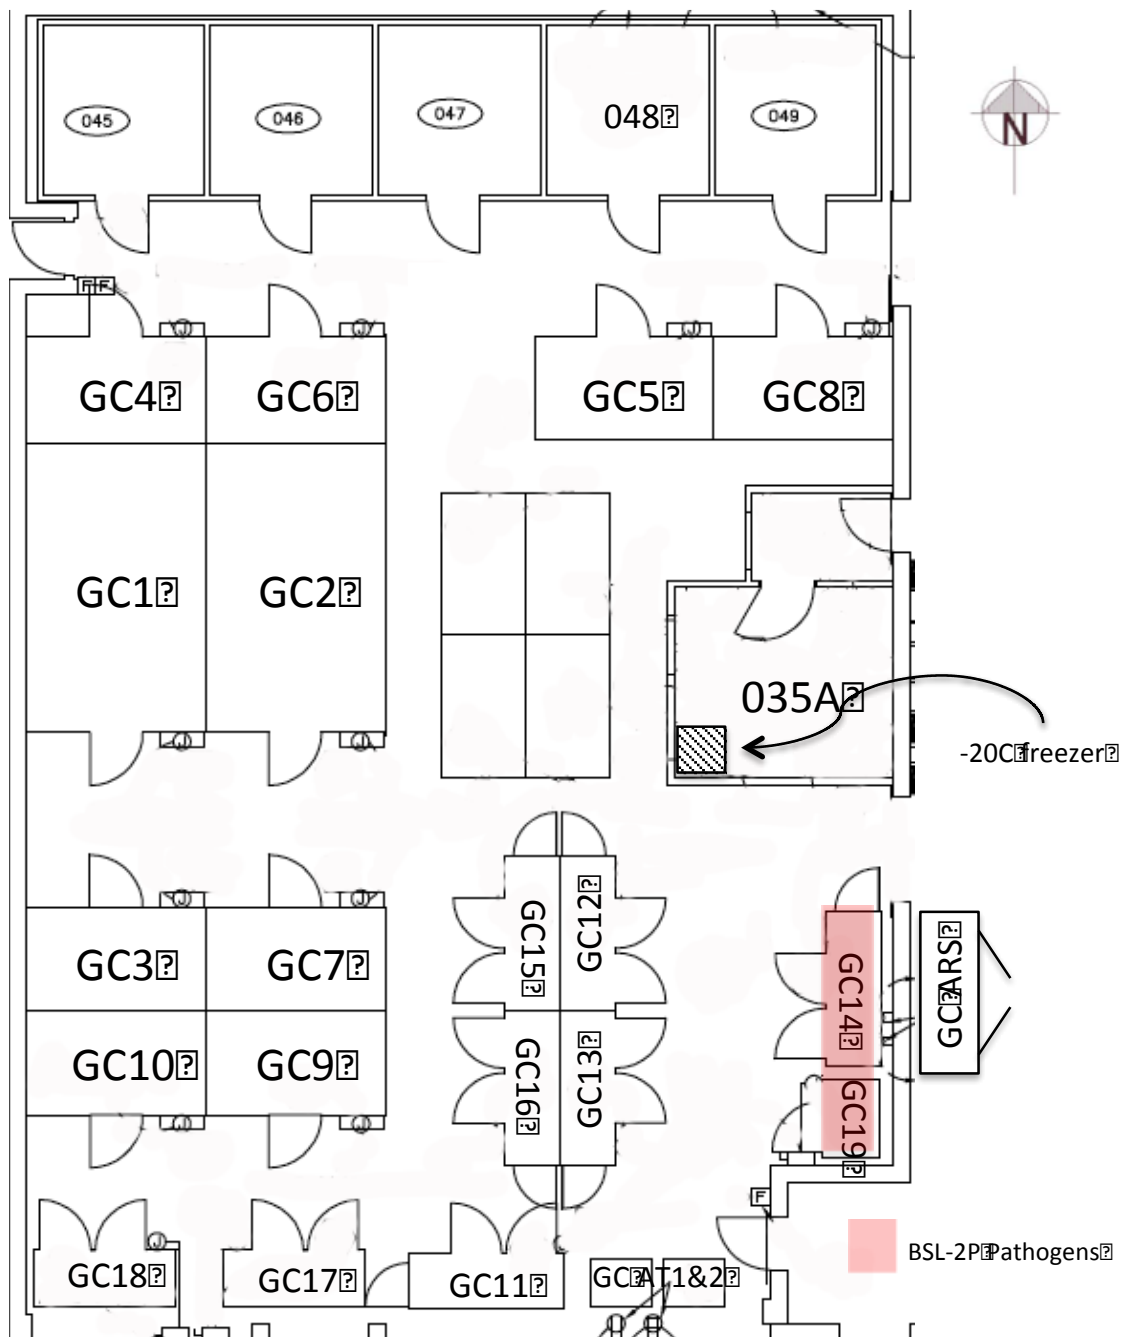 045
046
047
048⍰
049
N
F F
J
J
J
J
GC4⍰
GC6⍰
GC5⍰
GC8⍰
GC1⍰
GC2⍰
035A⍰
-20C⍰freezer⍰
J
J
J
J
GC3⍰
GC7⍰
GC15⍰
GC12⍰
GC14⍰
GC⍰ARS⍰
GC10⍰
GC9⍰
GC16⍰
GC13⍰
GC19⍰
J
J
F
J
GC18⍰
GC17⍰
GC11⍰
GC⍰AT1&2⍰
BSL-2P⍰Pathogens⍰